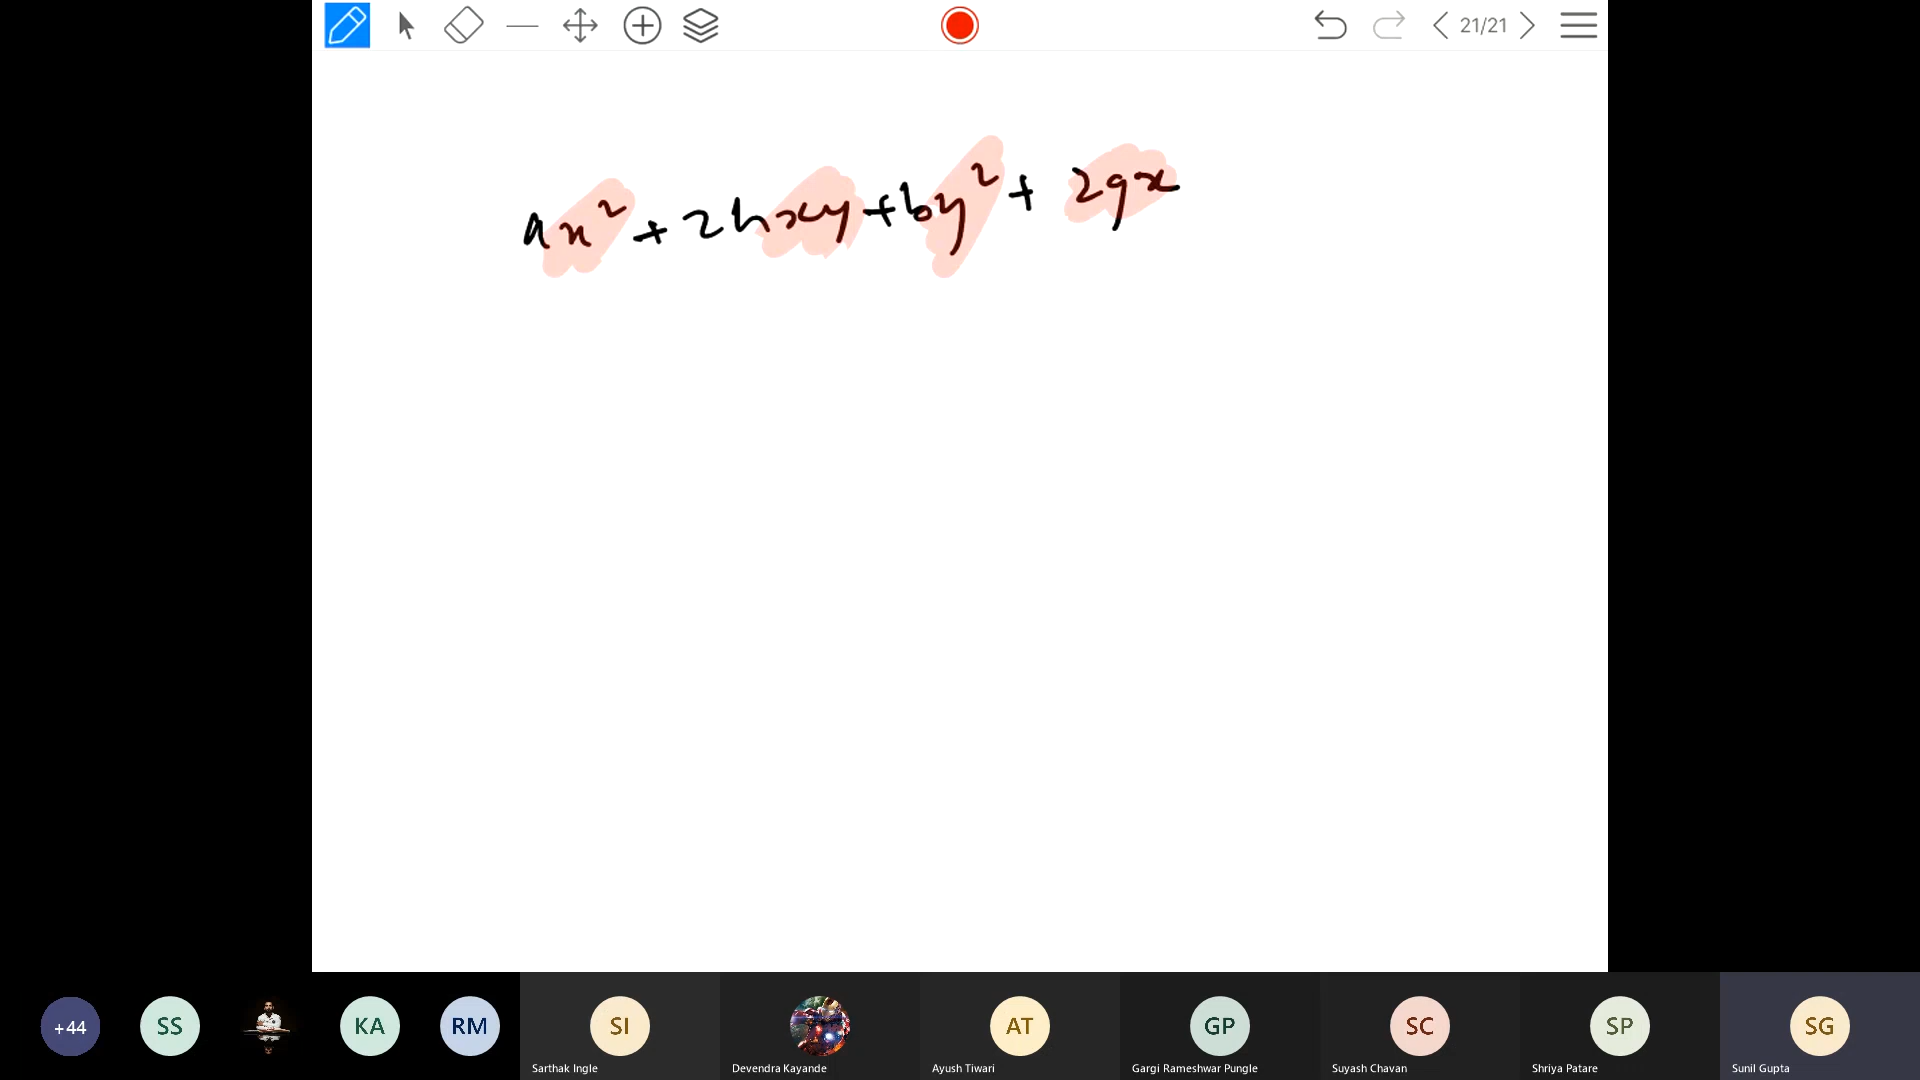 21/21
ax² + 2hxy + by² + 2gx
+44
SS
KA
RM
SI
AT
GP
SC
SP
SG
Sarthak Ingle
Devendra Kayande
Ayush Tiwari
Gargi Rameshwar Pungle
Suyash Chavan
Shriya Patare
Sunil Gupta